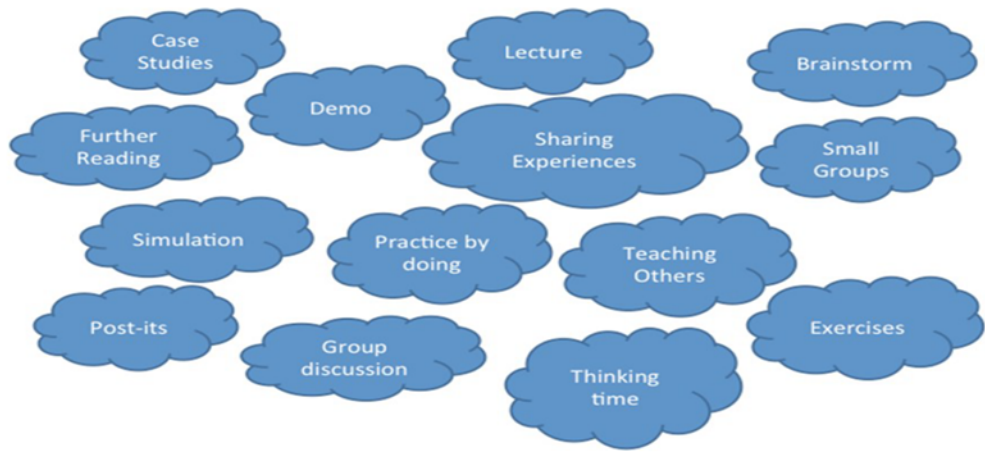 Case
Studies
Lecture
Brainstorm
Demo
Further
Reading
Sharing
Experiences
Small
Groups
Simulation
Practice by
doing
Teaching
Others
Post-its
Group
discussion
Thinking
time
Exercises